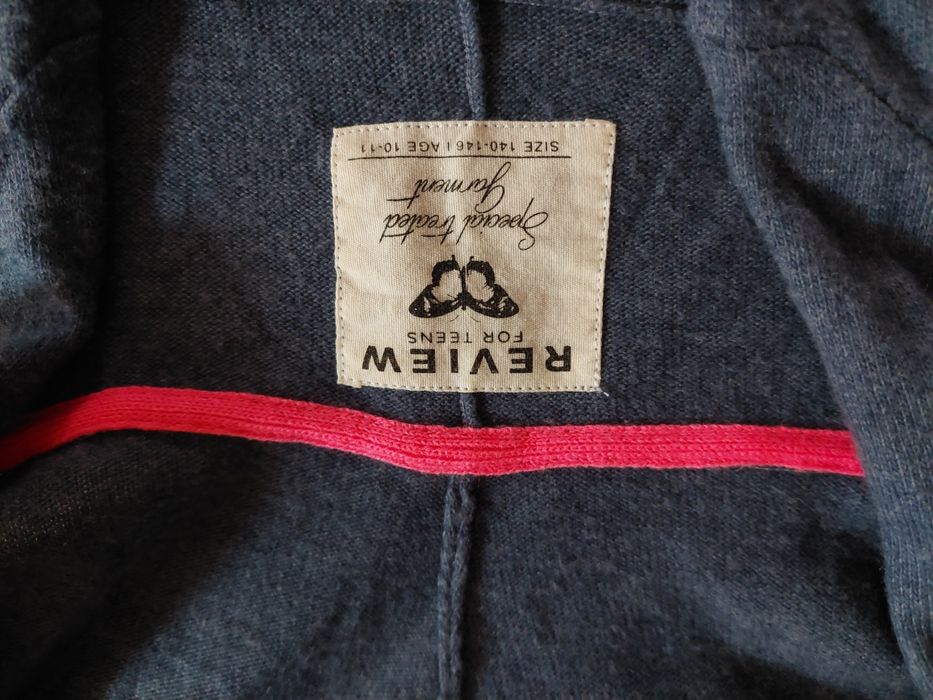 REVIEW
FOR TEENS
Special treated
garment
SIZE 140-146 | AGE 10-11